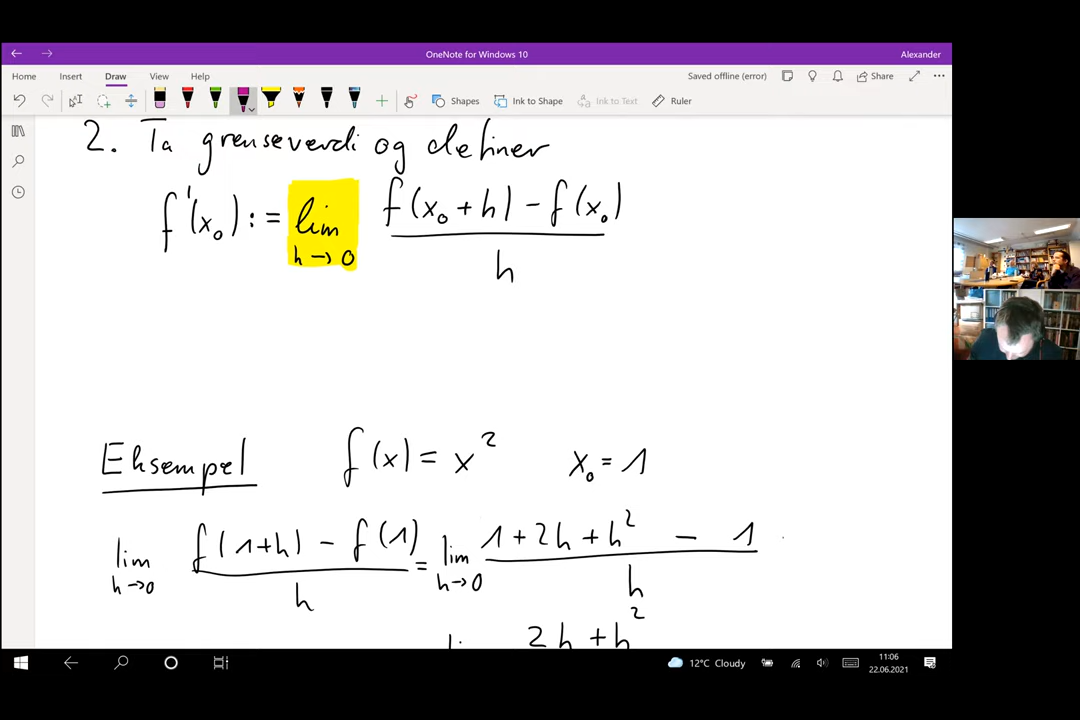 OneNote for Windows 10
Alexander
Home Insert Draw View Help
Saved offline (error) Share
Shapes Ink to Shape Ink to Text Ruler
2. Ta grenseverdi og definer
f'(x₀) := lim h→0 f(x₀+h) - f(x₀) / h
Eksempel f(x) = x² x₀ = 1
lim h→0 f(1+h) - f(1) / h = lim h→0 1+2h+h² - 1 / h
2h + h²
12°C Cloudy
11:06
22.06.2021